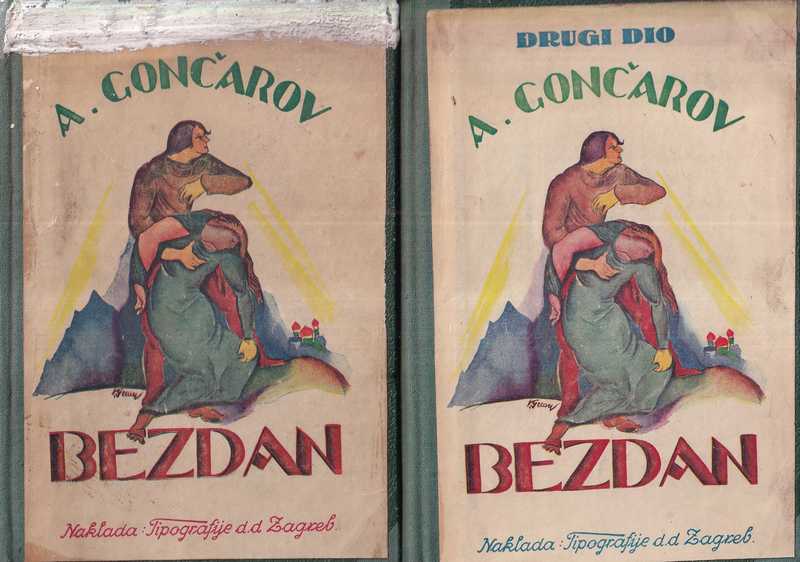 A. GONČAROV
BEZDAN
Naklada: Tipografije d.d Zagreb.
DRUGI DIO
A. GONČAROV
BEZDAN
Naklada: Tipografije d.d. Zagreb.